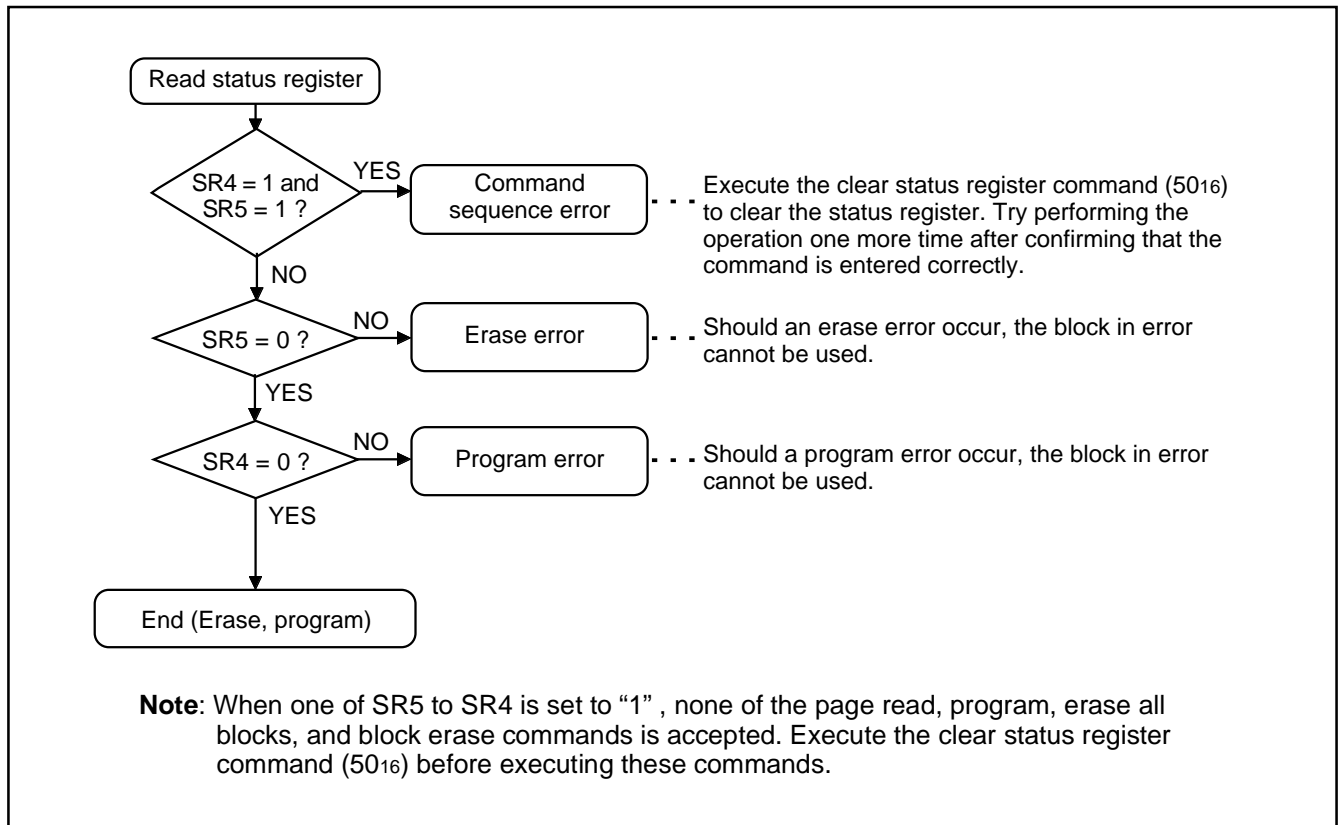 Read status register
SR4 = 1 and
SR5 = 1 ?
YES
Command
sequence error
Execute the clear status register command (5016)
to clear the status register. Try performing the
operation one more time after confirming that the
command is entered correctly.
NO
SR5 = 0 ?
NO
Erase error
Should an erase error occur, the block in error
cannot be used.
YES
SR4 = 0 ?
NO
Program error
Should a program error occur, the block in error
cannot be used.
YES
End (Erase, program)
Note: When one of SR5 to SR4 is set to “1” , none of the page read, program, erase all
blocks, and block erase commands is accepted. Execute the clear status register
command (5016) before executing these commands.